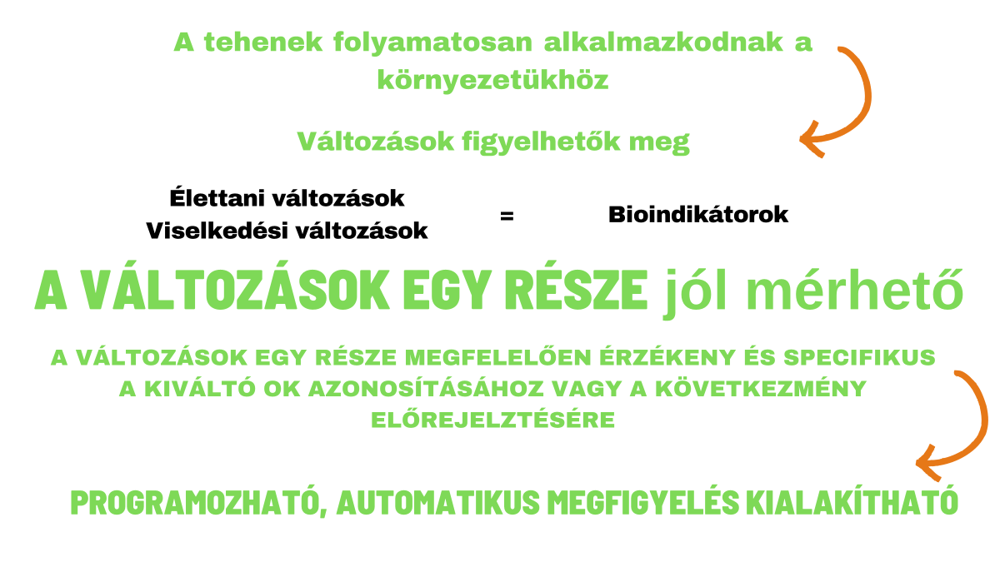 A tehenek folyamatosan alkalmazkodnak a
környezetükhöz
Változások figyelhetők meg
Élettani változások
Viselkedési változások
=
Bioindikátorok
A VÁLTOZÁSOK EGY RÉSZE jól mérhető
A VÁLTOZÁSOK EGY RÉSZE MEGFELELŐEN ÉRZÉKENY ÉS SPECIFIKUS
A KIVÁLTÓ OK AZONOSÍTÁSÁHOZ VAGY A KÖVETKEZMÉNY
ELŐREJELZTÉSÉRE
PROGRAMOZHATÓ, AUTOMATIKUS MEGFIGYELÉS KIALAKÍTHATÓ